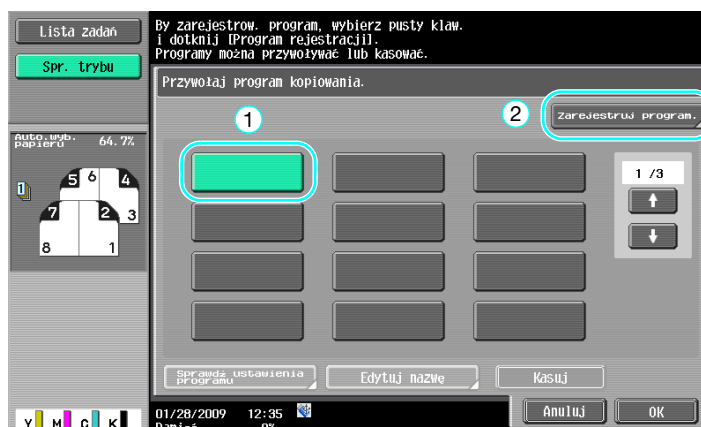 Lista zadań
Spr. trybu
By zarejestrow. program, wybierz pusty klaw.
i dotknij [Program rejestracji].
Programy można przywoływać lub kasować.
Przywołaj program kopiowania.
1
2
Zarejestruj program.
Auto.wyb.
papieru
64.7%
5 6 4
7 2 3
8 1
1 /3
Sprawdź ustawienia
programu
Edytuj nazwę
Kasuj
01/28/2009 12:35
Pamięć 0%
Anuluj
OK
Y M C K